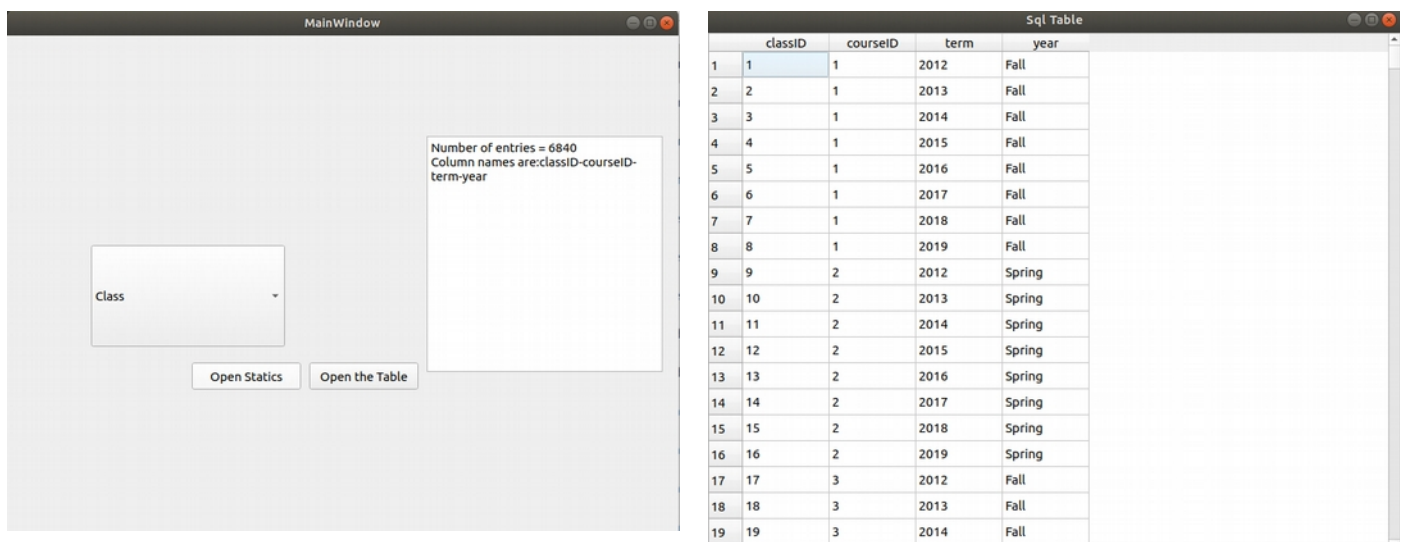 MainWindow
Number of entries = 6840
Column names are:classID-courseID-
term-year
Class
Open Statics Open the Table
Sql Table
classID courseID term year
1 1 1 2012 Fall
2 2 1 2013 Fall
3 3 1 2014 Fall
4 4 1 2015 Fall
5 5 1 2016 Fall
6 6 1 2017 Fall
7 7 1 2018 Fall
8 8 1 2019 Fall
9 9 2 2012 Spring
10 10 2 2013 Spring
11 11 2 2014 Spring
12 12 2 2015 Spring
13 13 2 2016 Spring
14 14 2 2017 Spring
15 15 2 2018 Spring
16 16 2 2019 Spring
17 17 3 2012 Fall
18 18 3 2013 Fall
19 19 3 2014 Fall